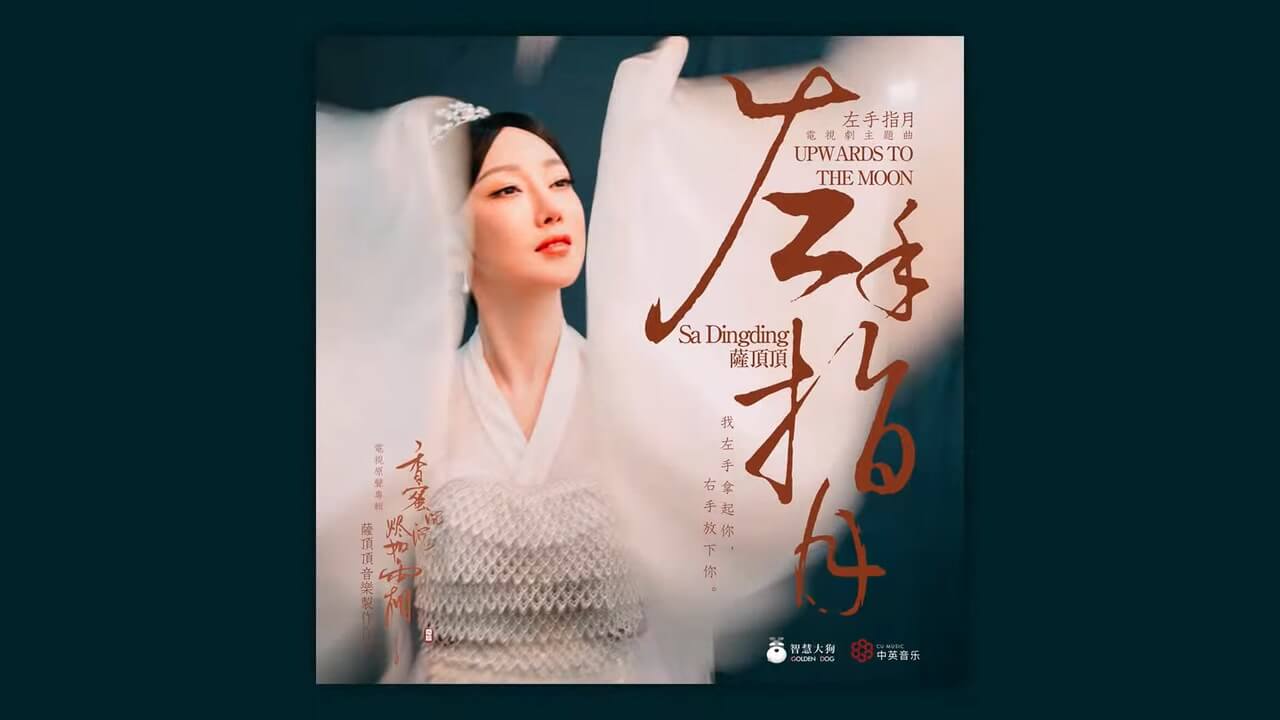 左手指月
左手指月
電視劇主題曲
UPWARDS TO
THE MOON
Sa Dingding
薩頂頂
我左手拿起你，
右手放下你。
電視原聲專輯
香蜜沉沉
烬如霜
薩頂頂音樂製作
智慧大狗
GOLDEN DOG
CU MUSIC
中英音乐